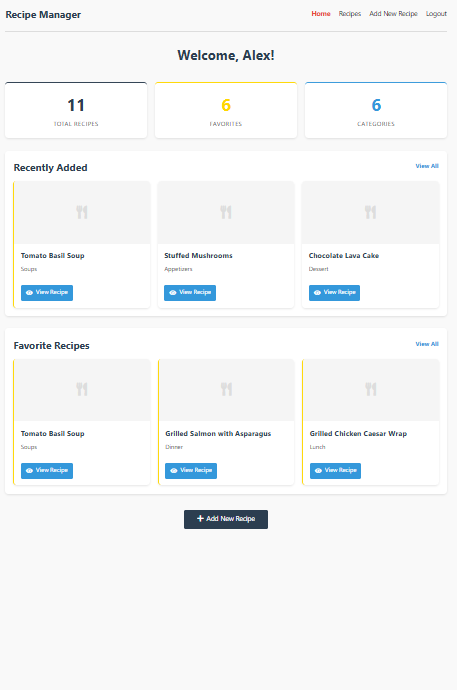 Recipe Manager
Home Recipes Add New Recipe Logout
Welcome, Alex!
11
TOTAL RECIPES
6
FAVORITES
6
CATEGORIES
Recently Added
View All
Tomato Basil Soup
Soups
View Recipe
Stuffed Mushrooms
Appetizers
View Recipe
Chocolate Lava Cake
Dessert
View Recipe
Favorite Recipes
View All
Tomato Basil Soup
Soups
View Recipe
Grilled Salmon with Asparagus
Dinner
View Recipe
Grilled Chicken Caesar Wrap
Lunch
View Recipe
Add New Recipe